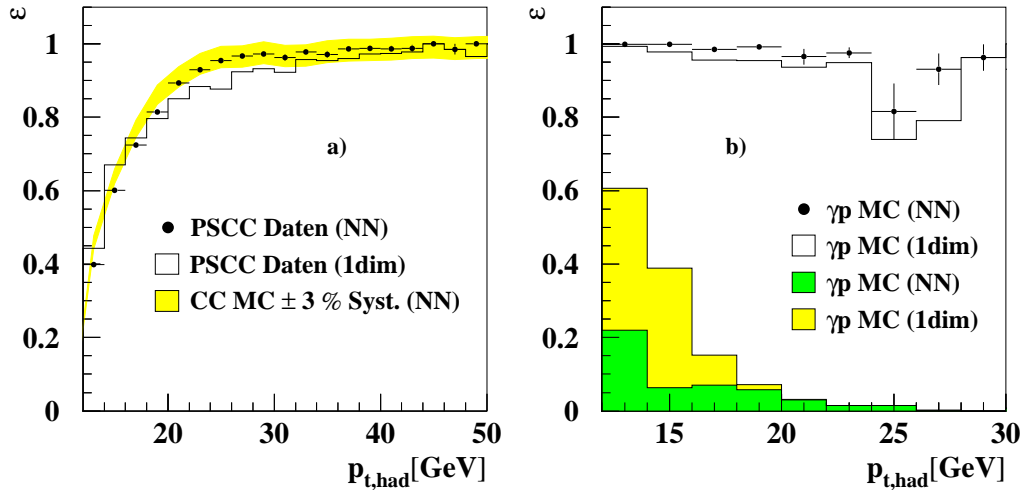 ε
1
0.8
0.6
0.4
0.2
0
20
30
40
50
p_{t,had}[GeV]
a)
PSCC Daten (NN)
PSCC Daten (1dim)
CC MC ± 3 % Syst. (NN)
ε
1
0.8
0.6
0.4
0.2
0
15
20
25
30
p_{t,had}[GeV]
b)
γp MC (NN)
γp MC (1dim)
γp MC (NN)
γp MC (1dim)